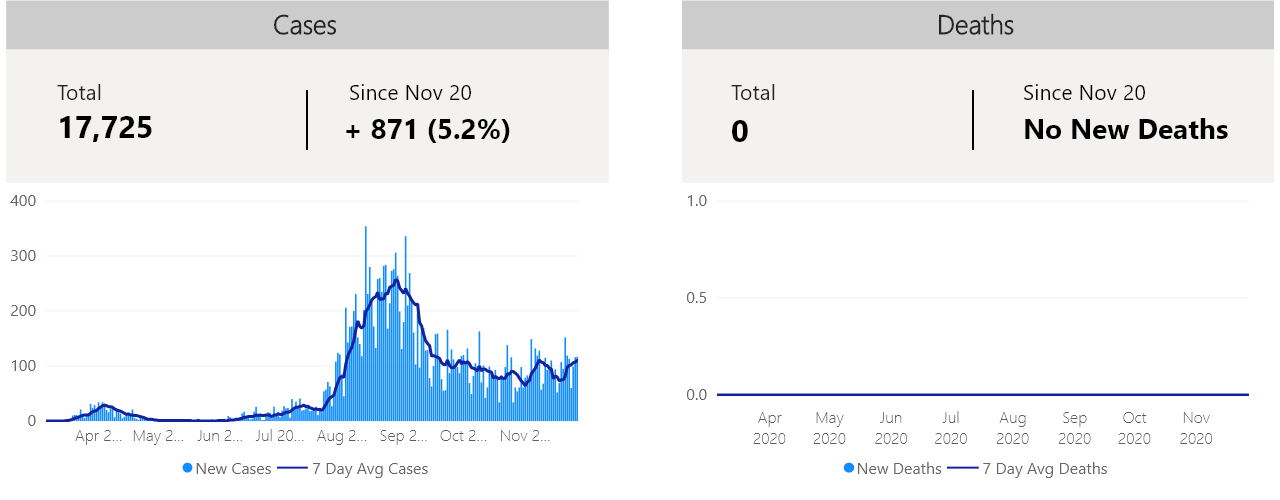 Cases
Total
17,725
Since Nov 20
+ 871 (5.2%)
400
300
200
100
0
Apr 2... May 2... Jun 2... Jul 20... Aug 2... Sep 2... Oct 2... Nov 2...
New Cases 7 Day Avg Cases
Deaths
Total
0
Since Nov 20
No New Deaths
1.0
0.5
0.0
Apr May Jun Jul Aug Sep Oct Nov
2020 2020 2020 2020 2020 2020 2020 2020
New Deaths 7 Day Avg Deaths